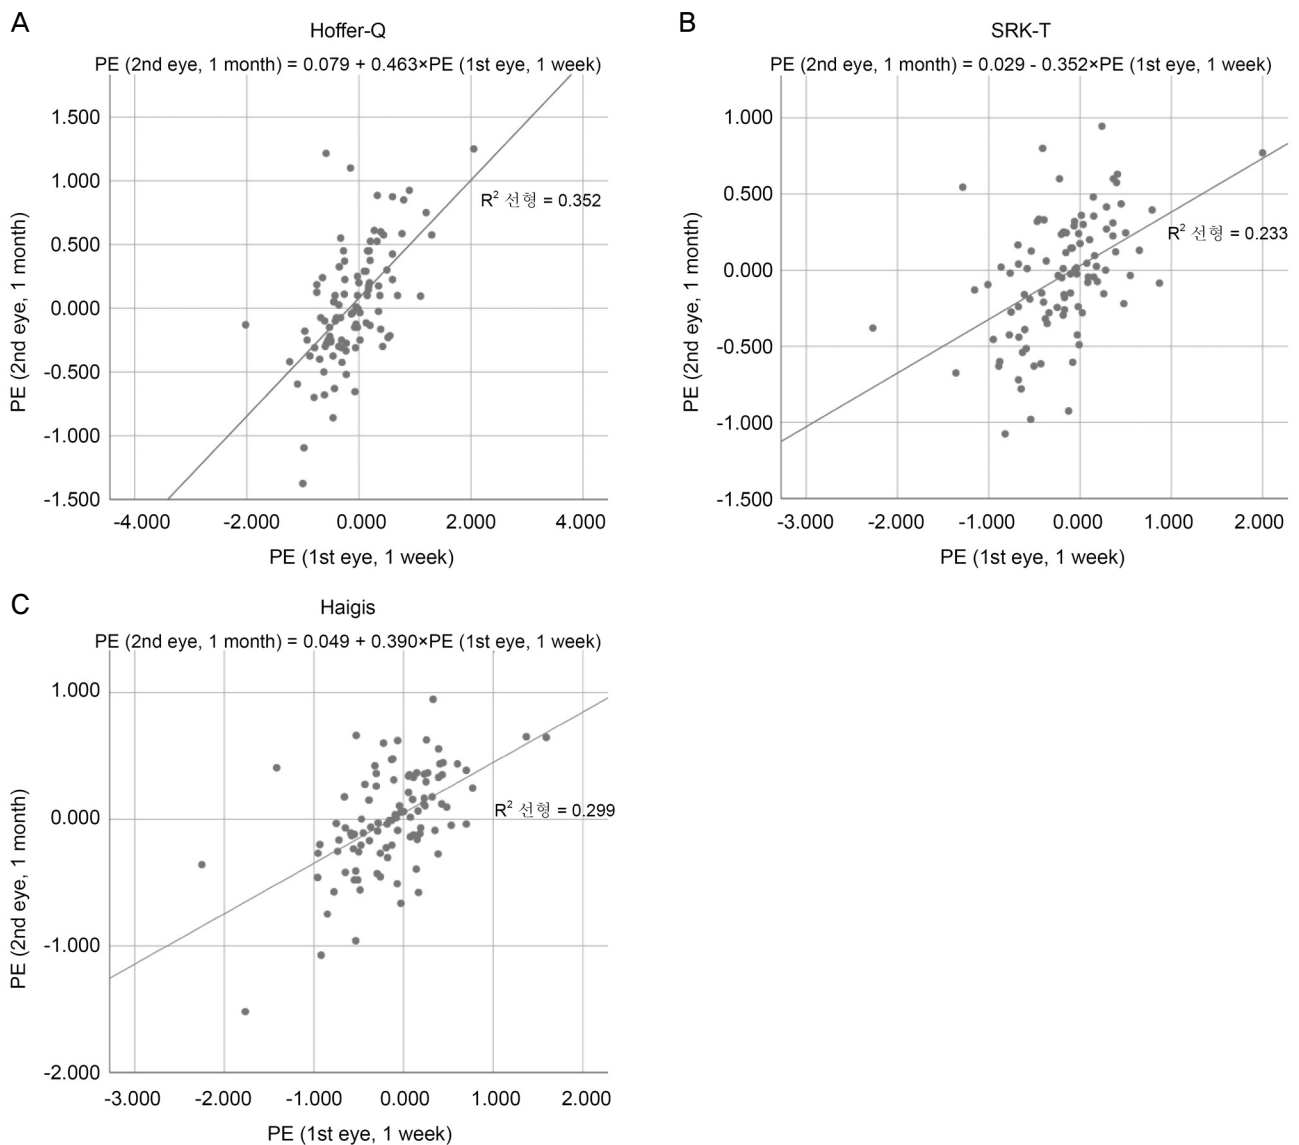 A
Hoffer-Q
PE (2nd eye, 1 month) = 0.079 + 0.463×PE (1st eye, 1 week)
1.500
1.000
0.500
0.000
-0.500
-1.000
-1.500
PE (2nd eye, 1 month)
R² 선형 = 0.352
-4.000 -2.000 0.000 2.000 4.000
PE (1st eye, 1 week)
B
SRK-T
PE (2nd eye, 1 month) = 0.029 - 0.352×PE (1st eye, 1 week)
1.000
0.500
0.000
-0.500
-1.000
-1.500
PE (2nd eye, 1 month)
R² 선형 = 0.233
-3.000 -2.000 -1.000 0.000 1.000 2.000
PE (1st eye, 1 week)
C
Haigis
PE (2nd eye, 1 month) = 0.049 + 0.390×PE (1st eye, 1 week)
1.000
0.000
-1.000
-2.000
PE (2nd eye, 1 month)
R² 선형 = 0.299
-3.000 -2.000 -1.000 0.000 1.000 2.000
PE (1st eye, 1 week)